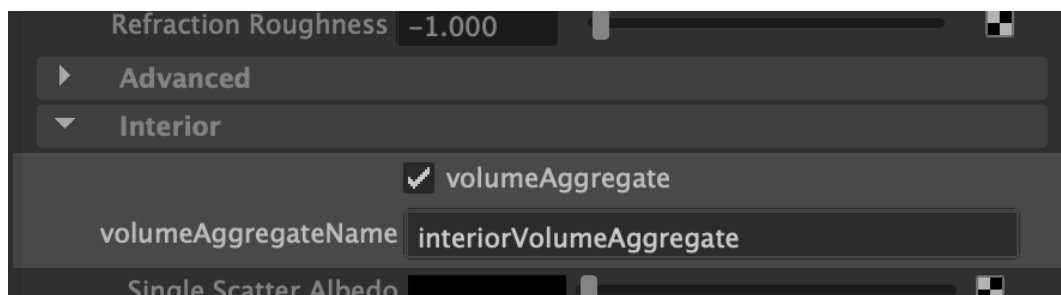 Refraction Roughness -1.000
Advanced
Interior
volumeAggregate
volumeAggregateName interiorVolumeAggregate
Single Scatter Albedo